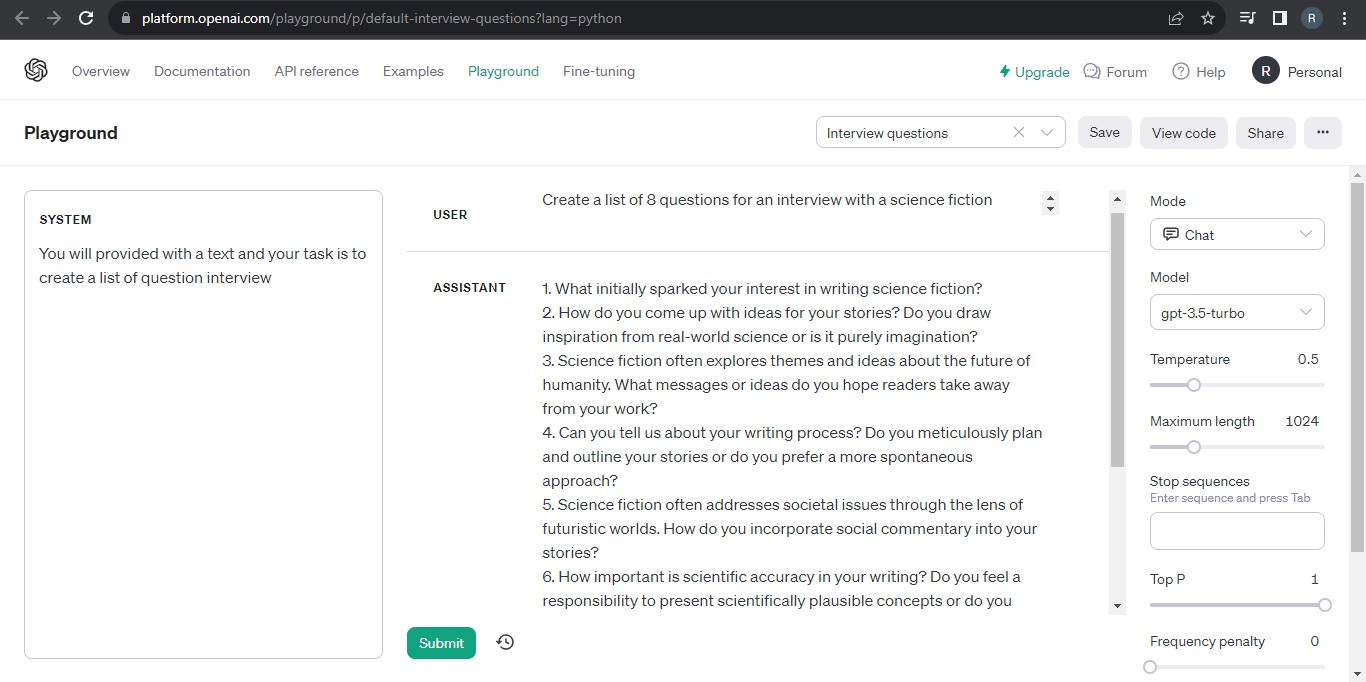 platform.openai.com/playground/p/default-interview-questions?lang=python
R
Overview Documentation API reference Examples Playground Fine-tuning Upgrade Forum Help R Personal
Playground
Interview questions Save View code Share ...
SYSTEM
You will provided with a text and your task is to
create a list of question interview
USER
Create a list of 8 questions for an interview with a science fiction
ASSISTANT
1. What initially sparked your interest in writing science fiction?
2. How do you come up with ideas for your stories? Do you draw
inspiration from real-world science or is it purely imagination?
3. Science fiction often explores themes and ideas about the future of
humanity. What messages or ideas do you hope readers take away
from your work?
4. Can you tell us about your writing process? Do you meticulously plan
and outline your stories or do you prefer a more spontaneous
approach?
5. Science fiction often addresses societal issues through the lens of
futuristic worlds. How do you incorporate social commentary into your
stories?
6. How important is scientific accuracy in your writing? Do you feel a
responsibility to present scientifically plausible concepts or do you
Submit
Mode
Chat
Model
gpt-3.5-turbo
Temperature 0.5
Maximum length 1024
Stop sequences
Enter sequence and press Tab
Top P 1
Frequency penalty 0